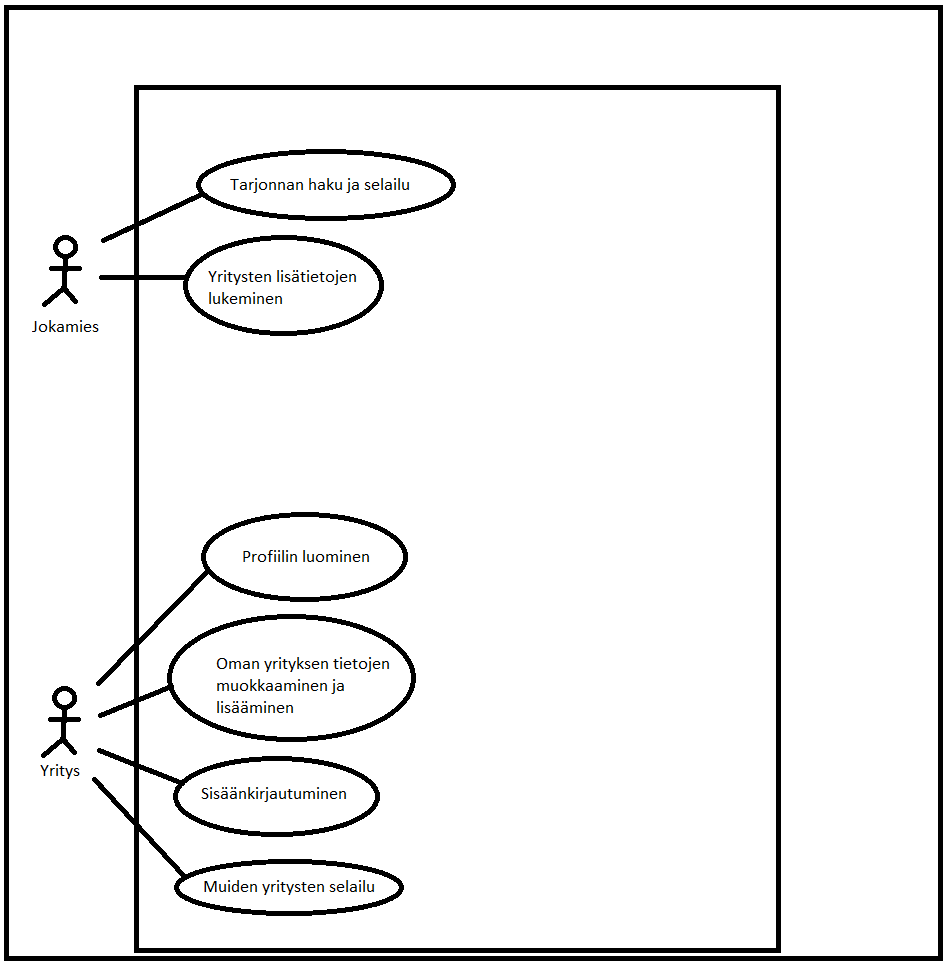 Tarjonnan haku ja selailu
Yritysten lisätietojen
lukeminen
Jokamies
Profiilin luominen
Oman yrityksen tietojen
muokkaaminen ja
lisääminen
Yritys
Sisäänkirjautuminen
Muiden yritysten selailu